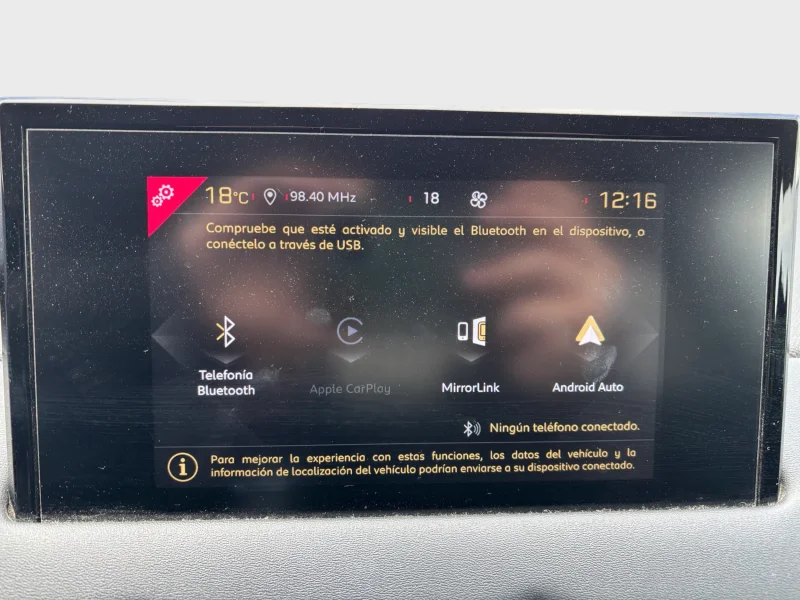 18°C 98.40 MHz 18 12:16
Compruebe que esté activado y visible el Bluetooth en el dispositivo, o
conéctelo a través de USB.
Telefonía
Bluetooth
Apple CarPlay
MirrorLink
Android Auto
Ningún teléfono conectado.
Para mejorar la experiencia con estas funciones, los datos del vehículo y la
información de localización del vehículo podrían enviarse a su dispositivo conectado.